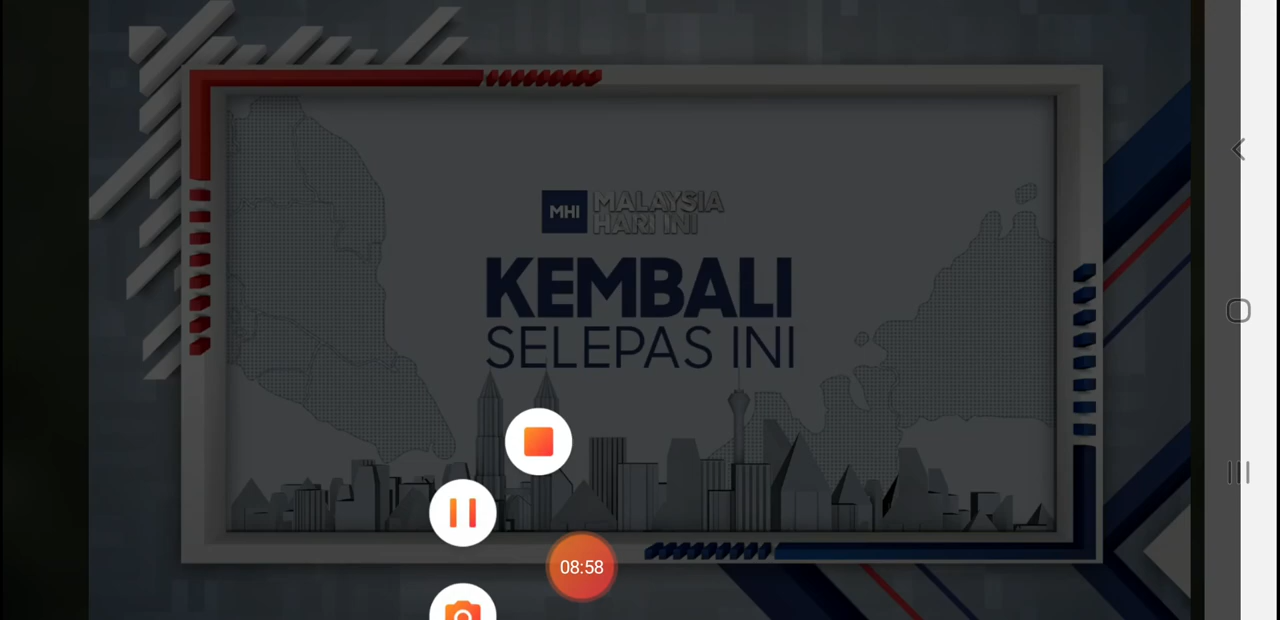 MHI MALAYSIA
HARI INI
KEMBALI
SELEPAS INI
08:58